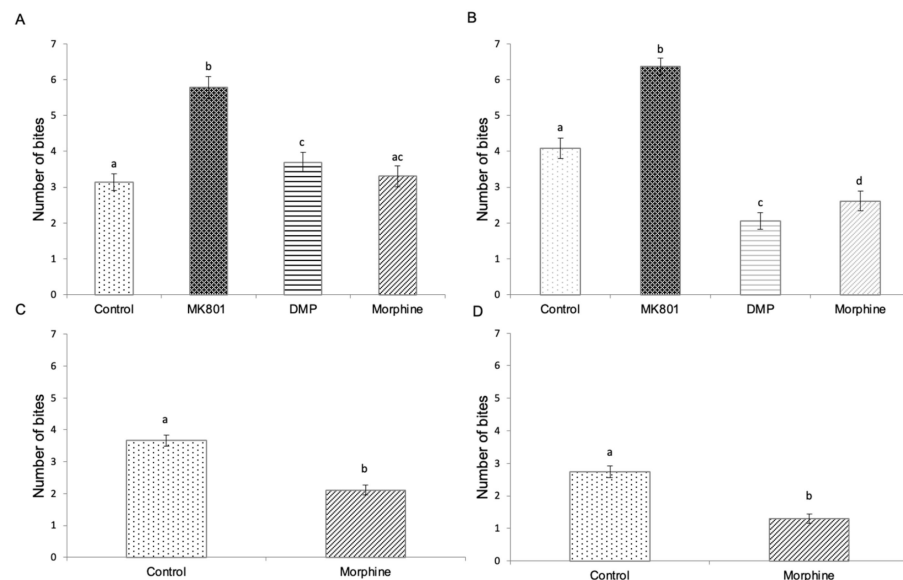 A
Number of bites
7
6
5
4
3
2
1
0
a
b
c
ac
Control MK801 DMP Morphine
B
Number of bites
7
6
5
4
3
2
1
0
a
b
c
d
Control MK801 DMP Morphine
C
Number of bites
7
6
5
4
3
2
1
0
a
b
Control Morphine
D
Number of bites
7
6
5
4
3
2
1
0
a
b
Control Morphine